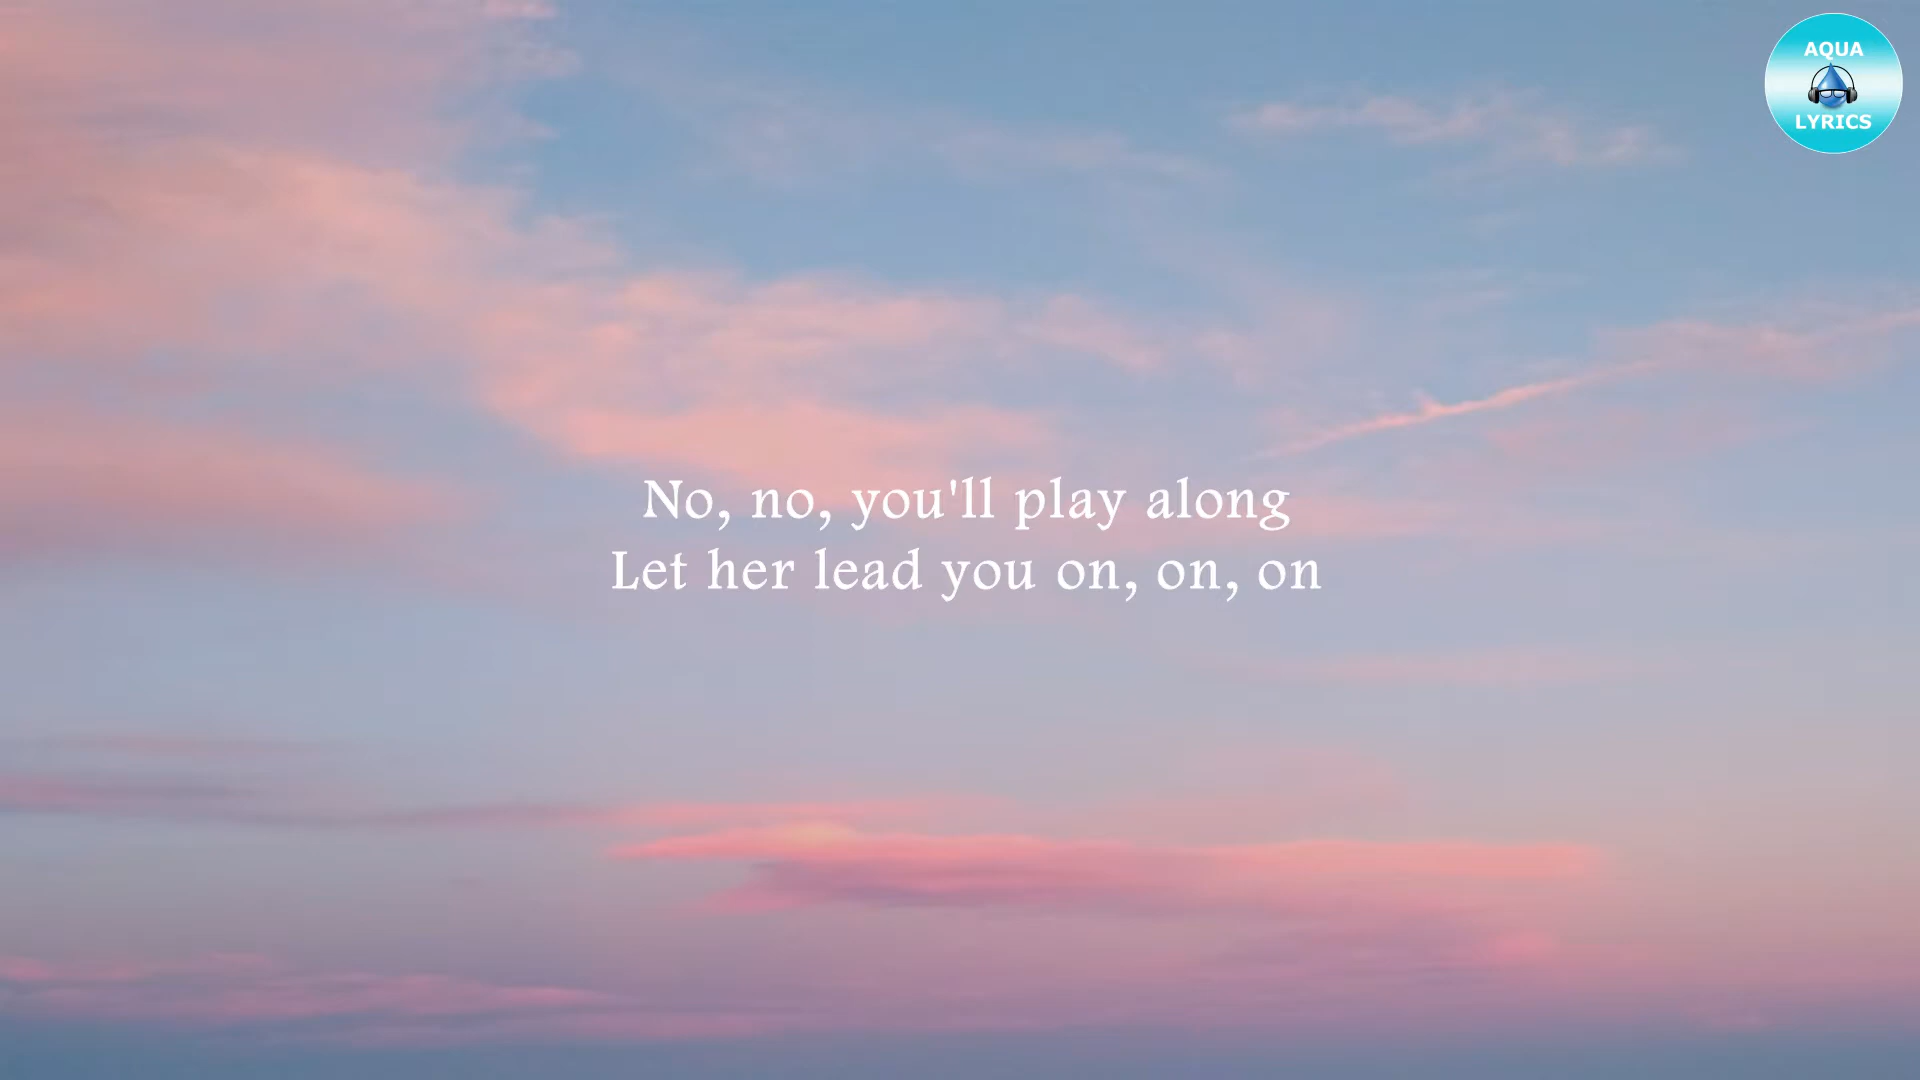 AQUA
LYRICS
No, no, you'll play along
Let her lead you on, on, on